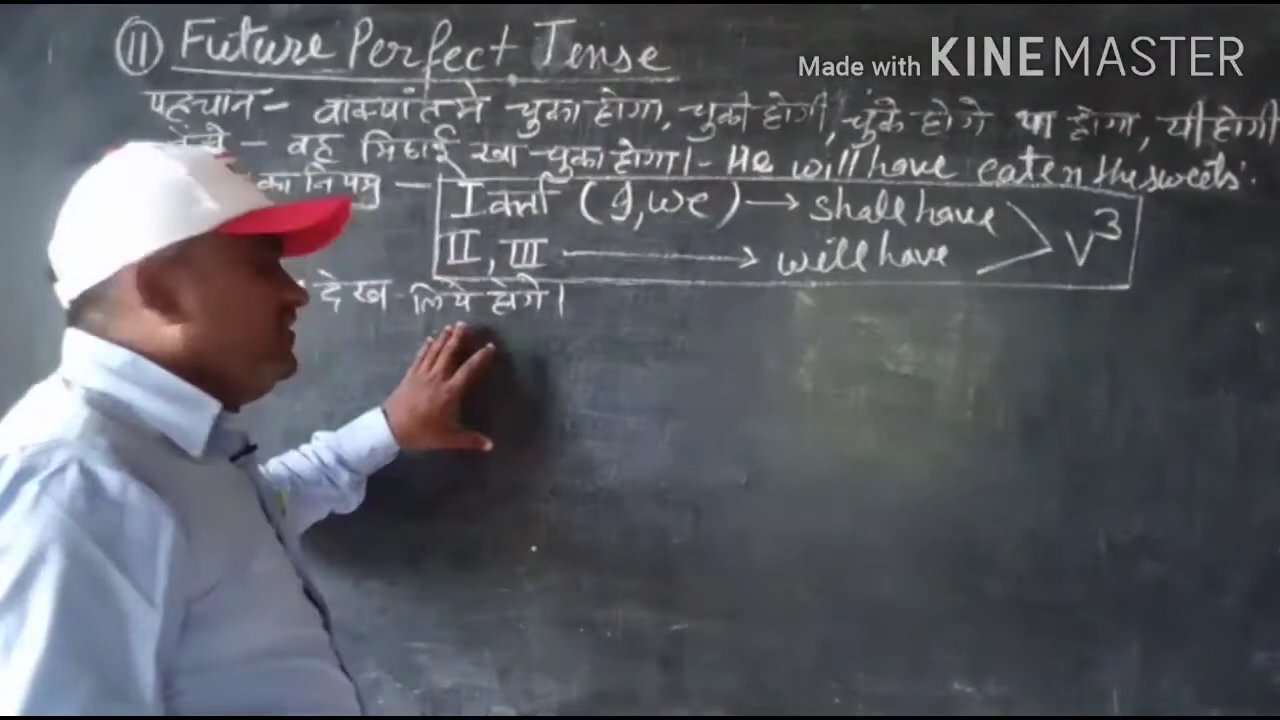 (11) Future Perfect Tense
Made with KINEMASTER
पहचान - वाक्यांत मे चुका होगा, चुकी होगी, चुके होगे या होगा, यी होगी
- वह मिठाई खा चुका होगा। - He will have eaten the sweets.
का नियम - I कर्त्ता (I, we) → shall have
II, III → will have > V³
देख लिये होगे।